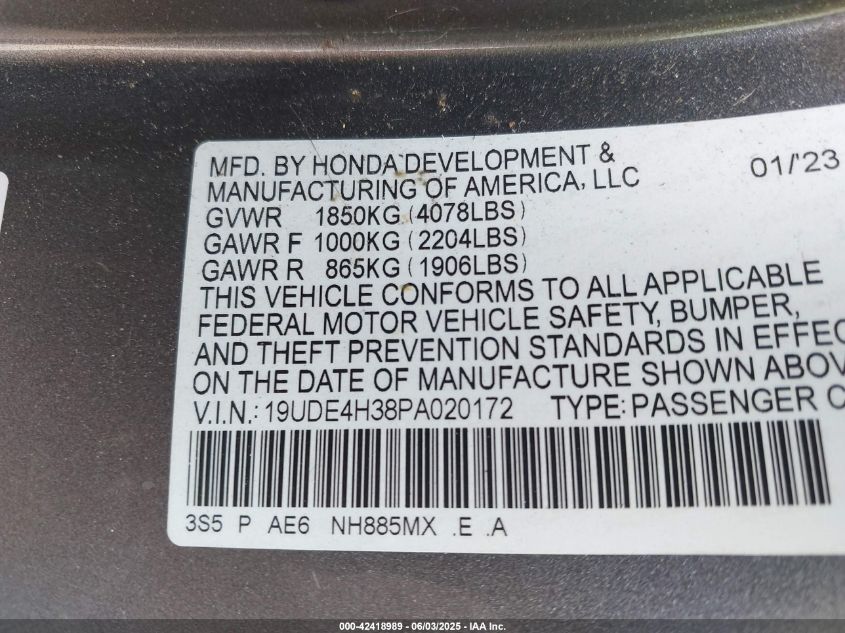 MFD. BY HONDA DEVELOPMENT &
MANUFACTURING OF AMERICA, LLC 01/'23
GVWR 1850KG (4078LBS)
GAWR F 1000KG (2204LBS)
GAWR R 865KG (1906LBS)
THIS VEHICLE CONFORMS TO ALL APPLICABLE
FEDERAL MOTOR VEHICLE SAFETY, BUMPER,
AND THEFT PREVENTION STANDARDS IN EFFEC
ON THE DATE OF MANUFACTURE SHOWN ABOV
V.I.N.: 19UDE4H38PA020172 TYPE: PASSENGER C
3S5 P AE6 NH885MX .E .A
000-42418989 - 06/03/2025 - IAA Inc.